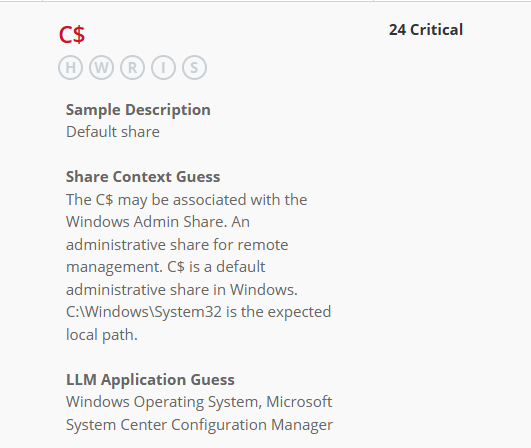 C$
24 Critical
H W R I S
Sample Description
Default share
Share Context Guess
The C$ may be associated with the
Windows Admin Share. An
administrative share for remote
management. C$ is a default
administrative share in Windows.
C:\Windows\System32 is the expected
local path.
LLM Application Guess
Windows Operating System, Microsoft
System Center Configuration Manager